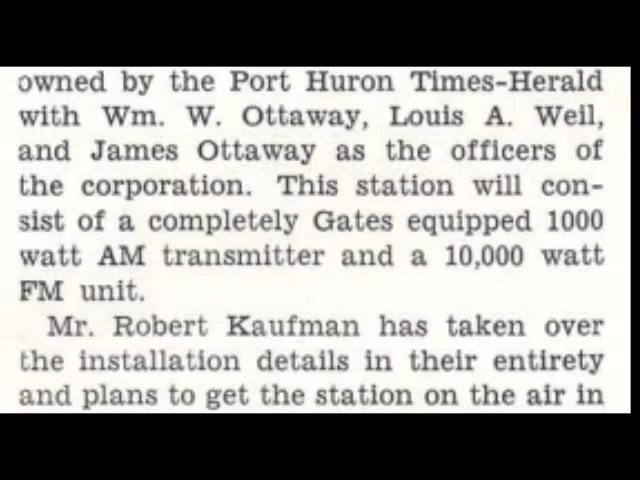 owned by the Port Huron Times-Herald
with Wm. W. Ottaway, Louis A. Weil,
and James Ottaway as the officers of
the corporation. This station will con-
sist of a completely Gates equipped 1000
watt AM transmitter and a 10,000 watt
FM unit.
Mr. Robert Kaufman has taken over
the installation details in their entirety
and plans to get the station on the air in